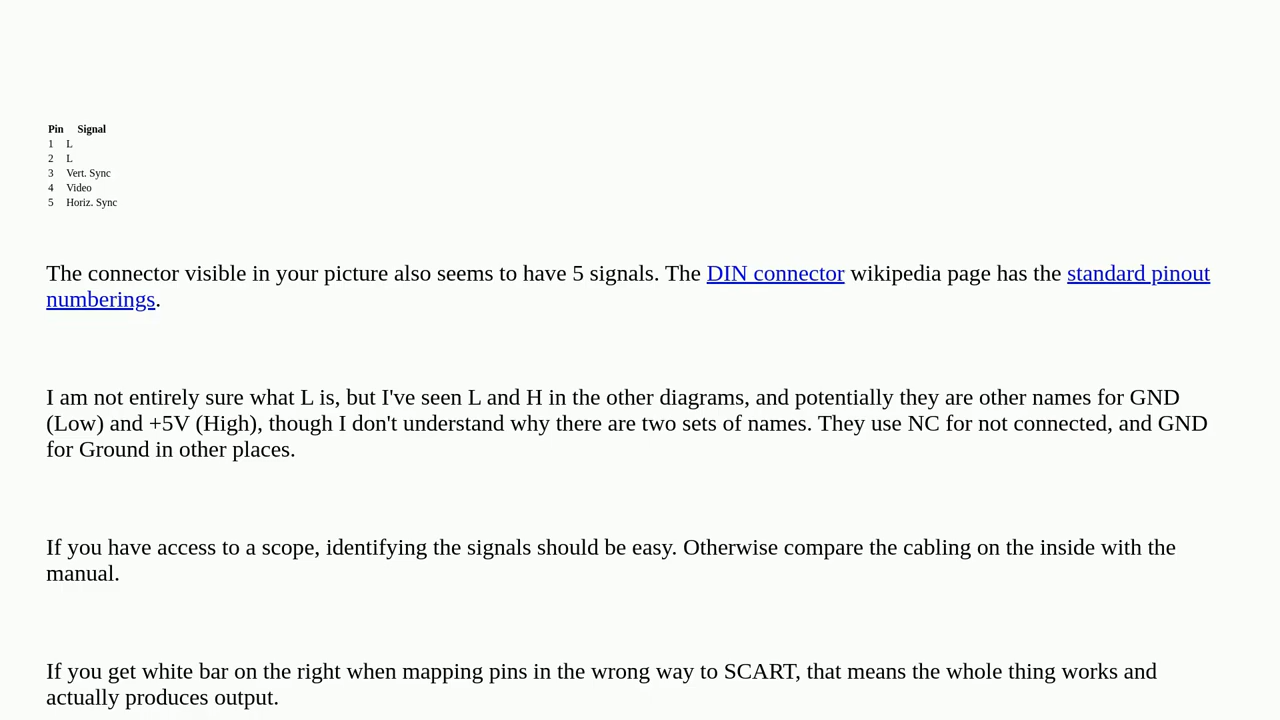 Pin Signal
1 L
2 L
3 Vert. Sync
4 Video
5 Horiz. Sync
The connector visible in your picture also seems to have 5 signals. The DIN connector wikipedia page has the standard pinout
numberings.
I am not entirely sure what L is, but I've seen L and H in the other diagrams, and potentially they are other names for GND
(Low) and +5V (High), though I don't understand why there are two sets of names. They use NC for not connected, and GND
for Ground in other places.
If you have access to a scope, identifying the signals should be easy. Otherwise compare the cabling on the inside with the
manual.
If you get white bar on the right when mapping pins in the wrong way to SCART, that means the whole thing works and
actually produces output.